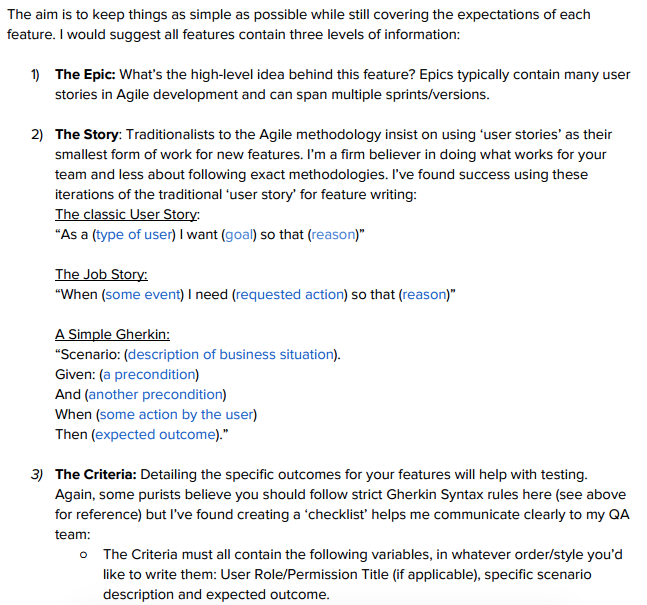 The aim is to keep things as simple as possible while still covering the expectations of each
feature. I would suggest all features contain three levels of information:
1) The Epic: What's the high-level idea behind this feature? Epics typically contain many user
stories in Agile development and can span multiple sprints/versions.
2) The Story: Traditionalists to the Agile methodology insist on using 'user stories' as their
smallest form of work for new features. I'm a firm believer in doing what works for your
team and less about following exact methodologies. I've found success using these
iterations of the traditional 'user story' for feature writing:
The classic User Story:
“As a (type of user) I want (goal) so that (reason)”
The Job Story:
“When (some event) I need (requested action) so that (reason)”
A Simple Gherkin:
“Scenario: (description of business situation).
Given: (a precondition)
And (another precondition)
When (some action by the user)
Then (expected outcome).”
3) The Criteria: Detailing the specific outcomes for your features will help with testing.
Again, some purists believe you should follow strict Gherkin Syntax rules here (see above
for reference) but I've found creating a 'checklist' helps me communicate clearly to my QA
team:
o The Criteria must all contain the following variables, in whatever order/style you'd
like to write them: User Role/Permission Title (if applicable), specific scenario
description and expected outcome.